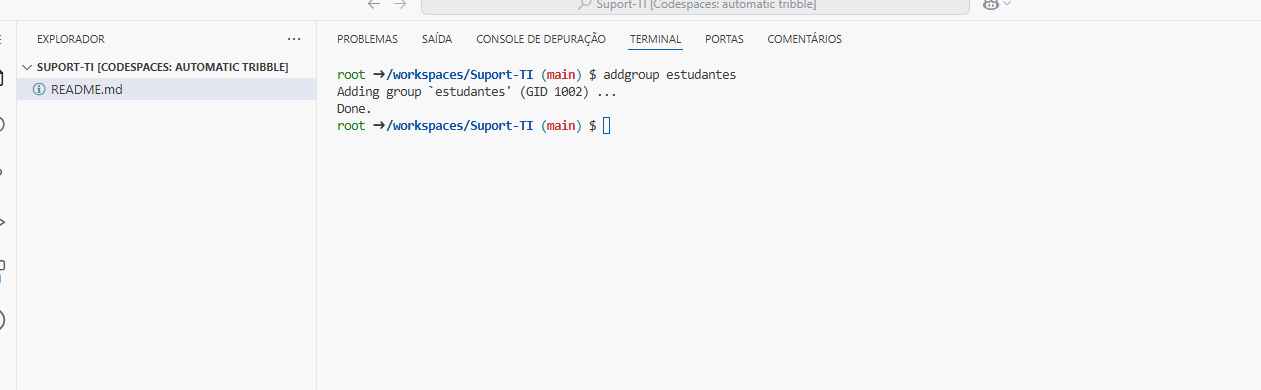 Suport-TI [Codespaces: automatic tribble]
EXPLORADOR ...
PROBLEMAS SAÍDA CONSOLE DE DEPURAÇÃO TERMINAL PORTAS COMENTÁRIOS
SUPORT-TI [CODESPACES: AUTOMATIC TRIBBLE]
README.md
root ➜/workspaces/Suport-TI (main) $ addgroup estudantes
Adding group `estudantes' (GID 1002) ...
Done.
root ➜/workspaces/Suport-TI (main) $